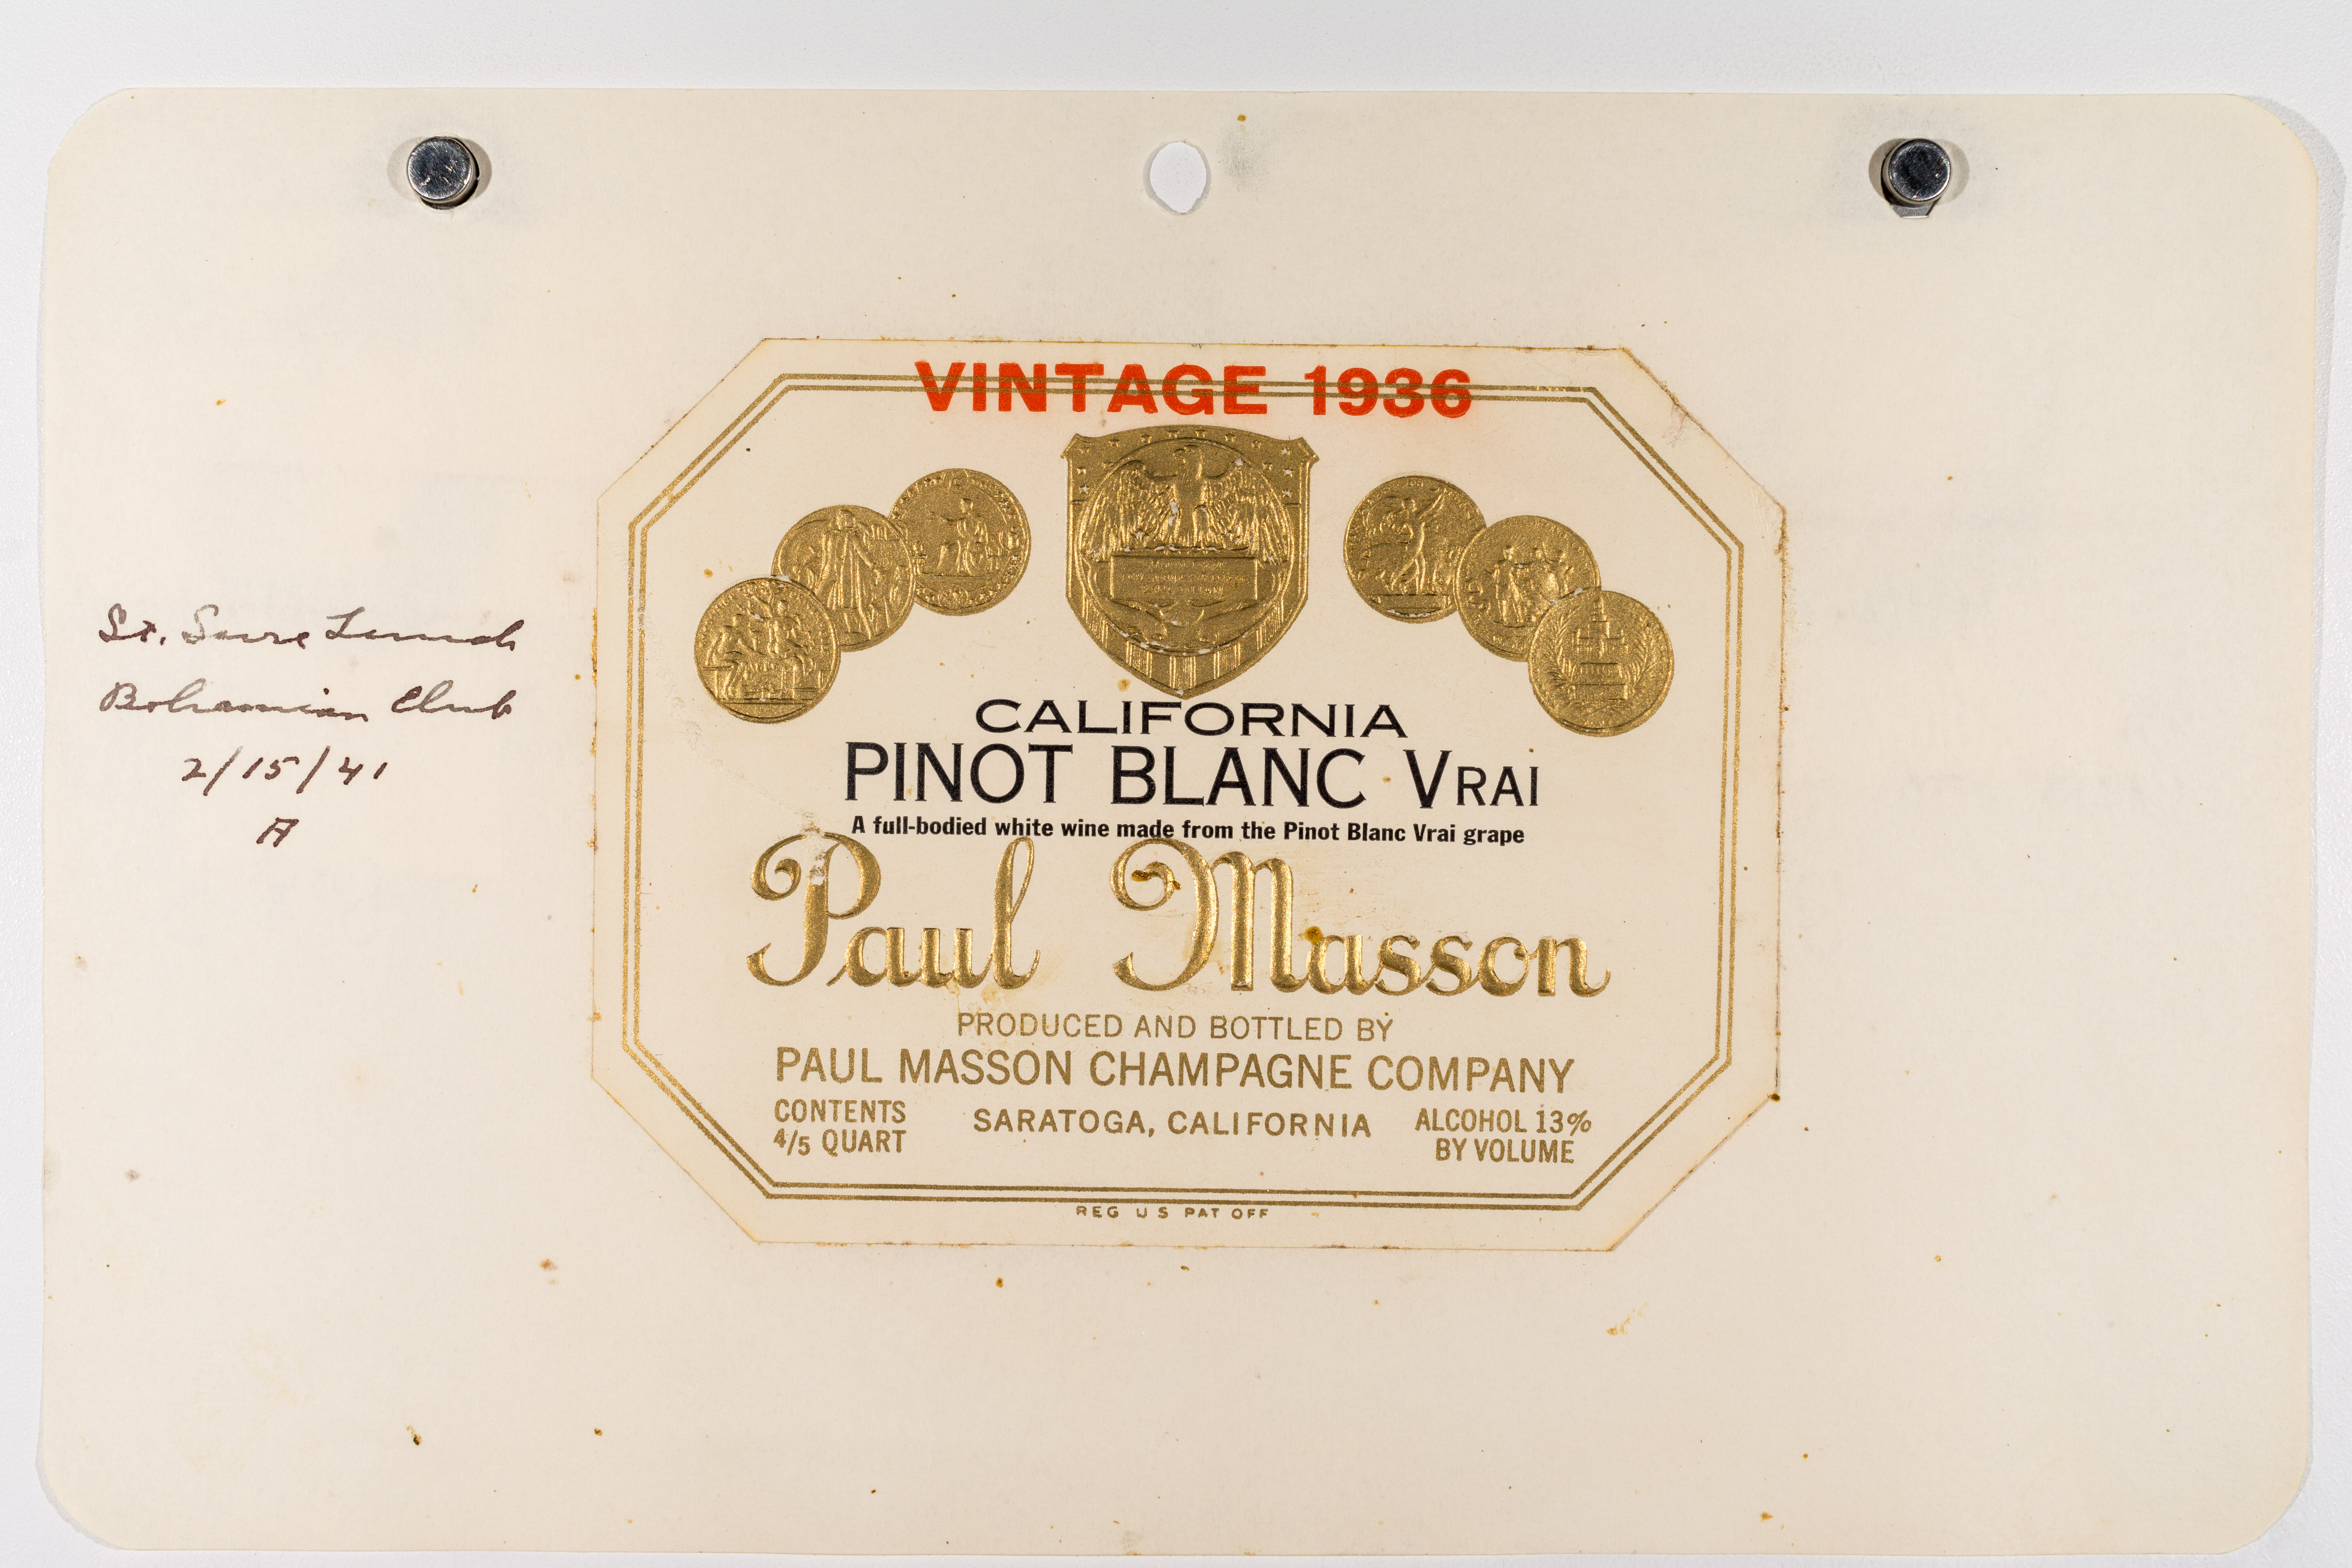 VINTAGE 1936
CALIFORNIA
PINOT BLANC VRAI
A full-bodied white wine made from the Pinot Blanc Vrai grape
Paul Masson
PRODUCED AND BOTTLED BY
PAUL MASSON CHAMPAGNE COMPANY
CONTENTS
4/5 QUART
SARATOGA, CALIFORNIA
ALCOHOL 13%
BY VOLUME
REG U S PAT OFF
St. Lunch
Bohemian Club
2/15/41
A